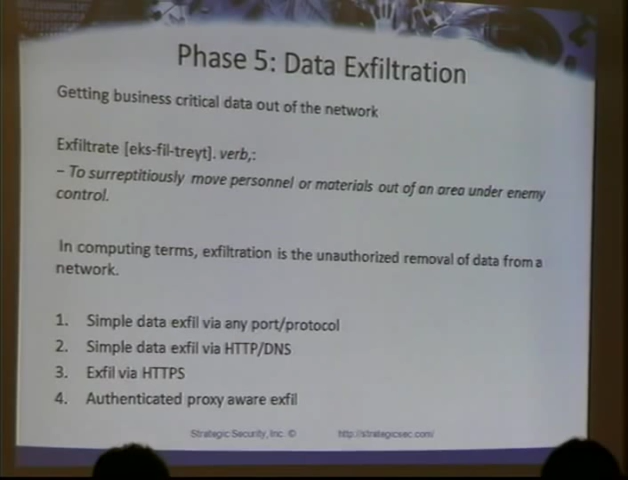 Phase 5: Data Exfiltration
Getting business critical data out of the network
Exfiltrate [eks-fil-treyt]. verb,:
– To surreptitiously move personnel or materials out of an area under enemy
control.
In computing terms, exfiltration is the unauthorized removal of data from a
network.
1. Simple data exfil via any port/protocol
2. Simple data exfil via HTTP/DNS
3. Exfil via HTTPS
4. Authenticated proxy aware exfil
Strategic Security, Inc. © http://strategicsec.com/